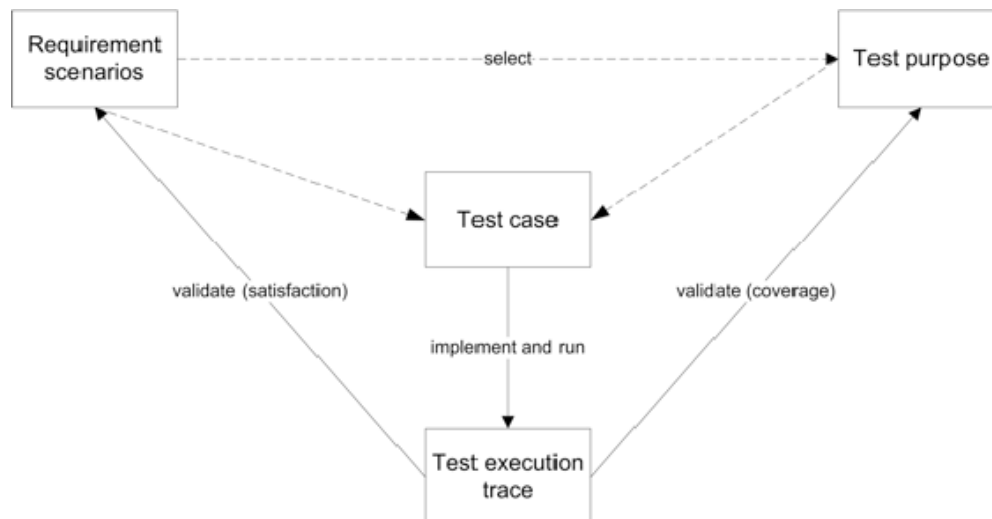 Requirement
scenarios
select
Test purpose
Test case
validate (satisfaction)
validate (coverage)
implement and run
Test execution
trace